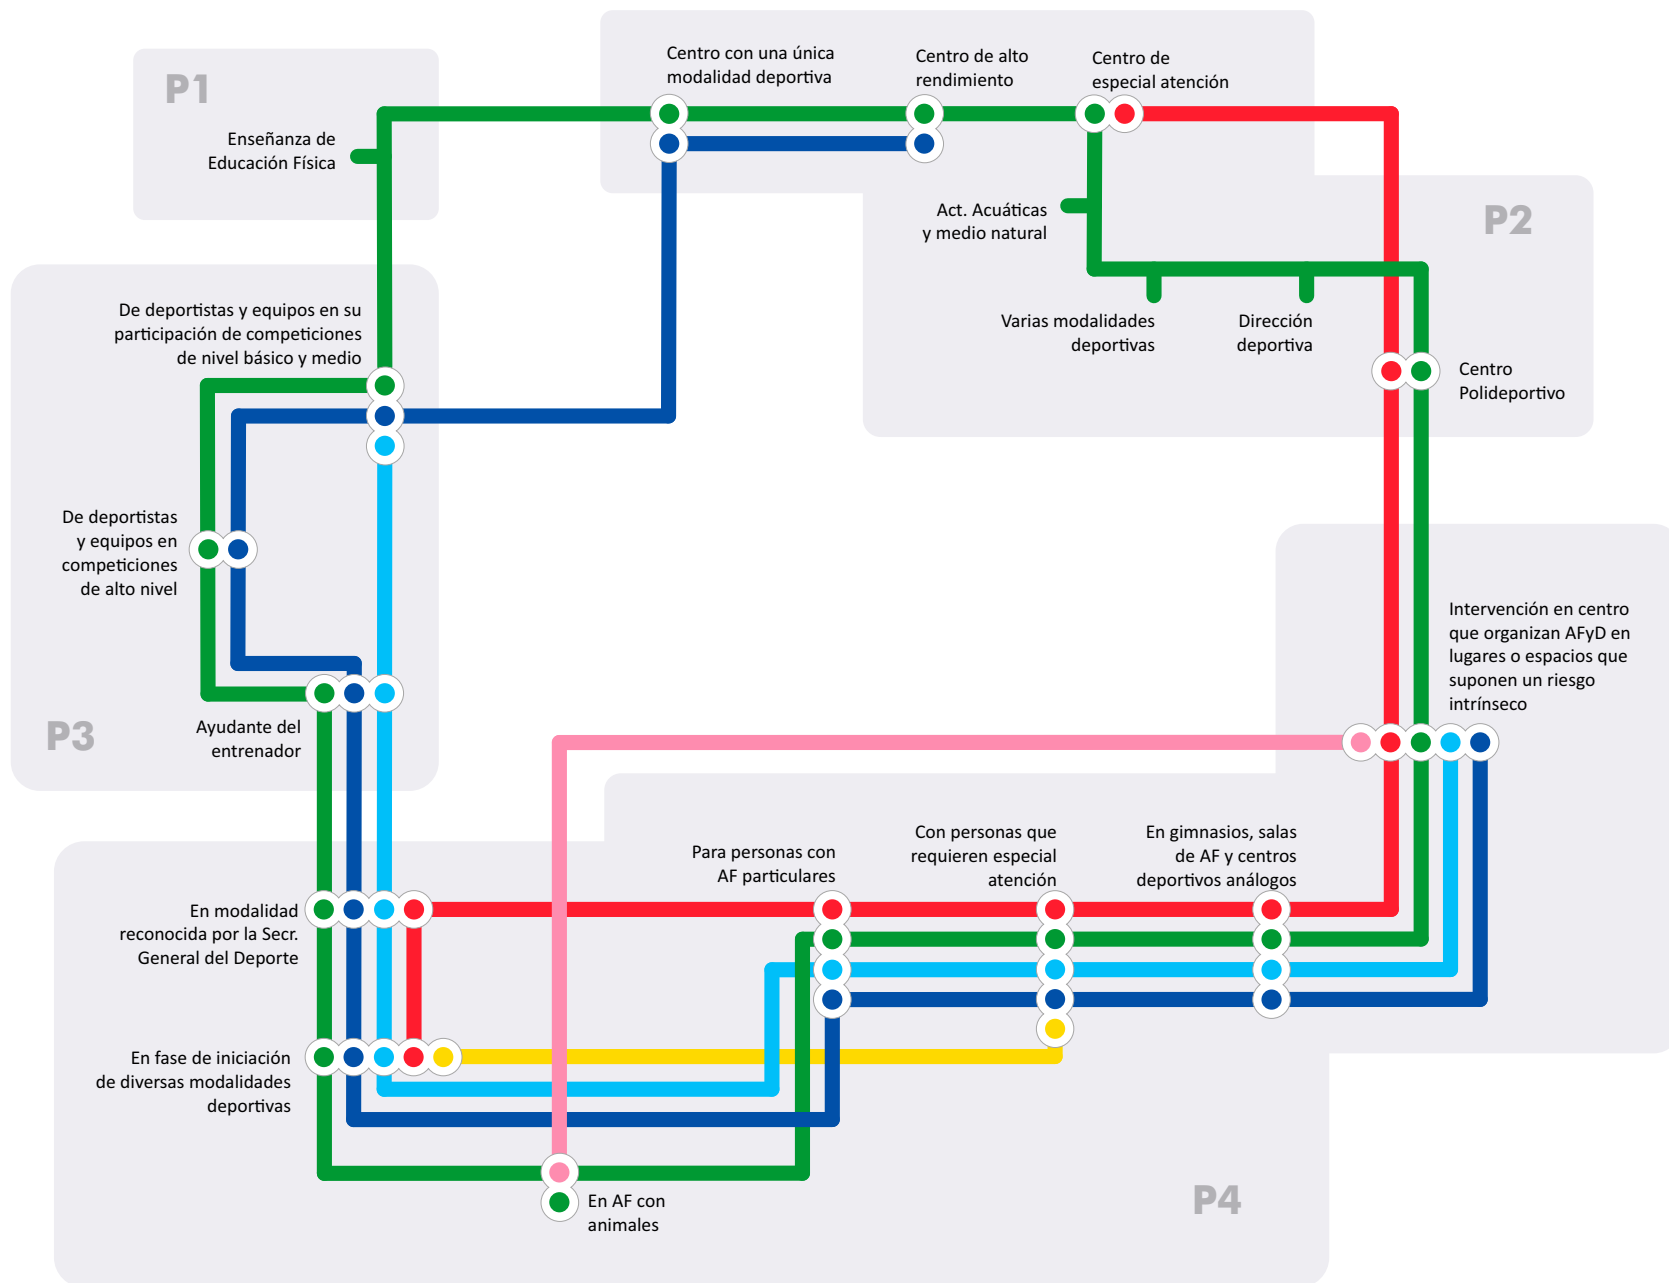 P1
Enseñanza de
Educación Física
Centro con una única
modalidad deportiva
Centro de alto
rendimiento
Centro de
especial atención
P2
Act. Acuáticas
y medio natural
Varias modalidades
deportivas
Dirección
deportiva
Centro
Polideportivo
De deportistas y equipos en su
participación de competiciones
de nivel básico y medio
De deportistas
y equipos en
competiciones
de alto nivel
P3
Ayudante del
entrenador
Intervención en centro
que organizan AFyD en
lugares o espacios que
suponen un riesgo
intrínseco
Para personas con
AF particulares
Con personas que
requieren especial
atención
En gimnasios, salas
de AF y centros
deportivos análogos
En modalidad
reconocida por la Secr.
General del Deporte
En fase de iniciación
de diversas modalidades
deportivas
En AF con
animales
P4